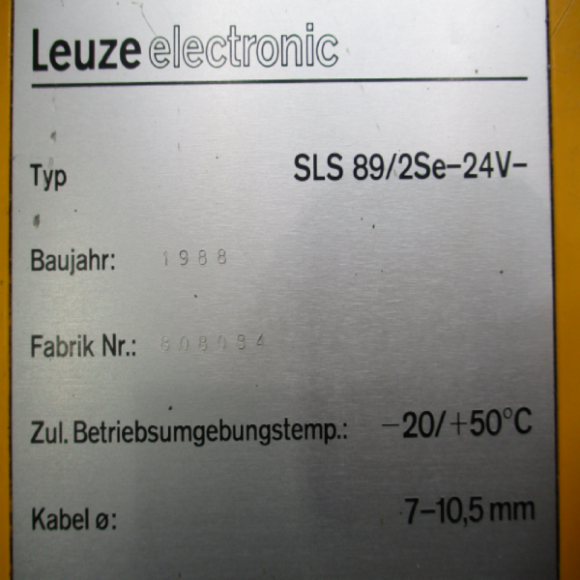 Leuze electronic
Typ SLS 89/2Se-24V-
Baujahr: 1988
Fabrik Nr.:
Zul. Betriebsumgebungstemp.: -20/+50°C
Kabel ø: 7-10,5 mm